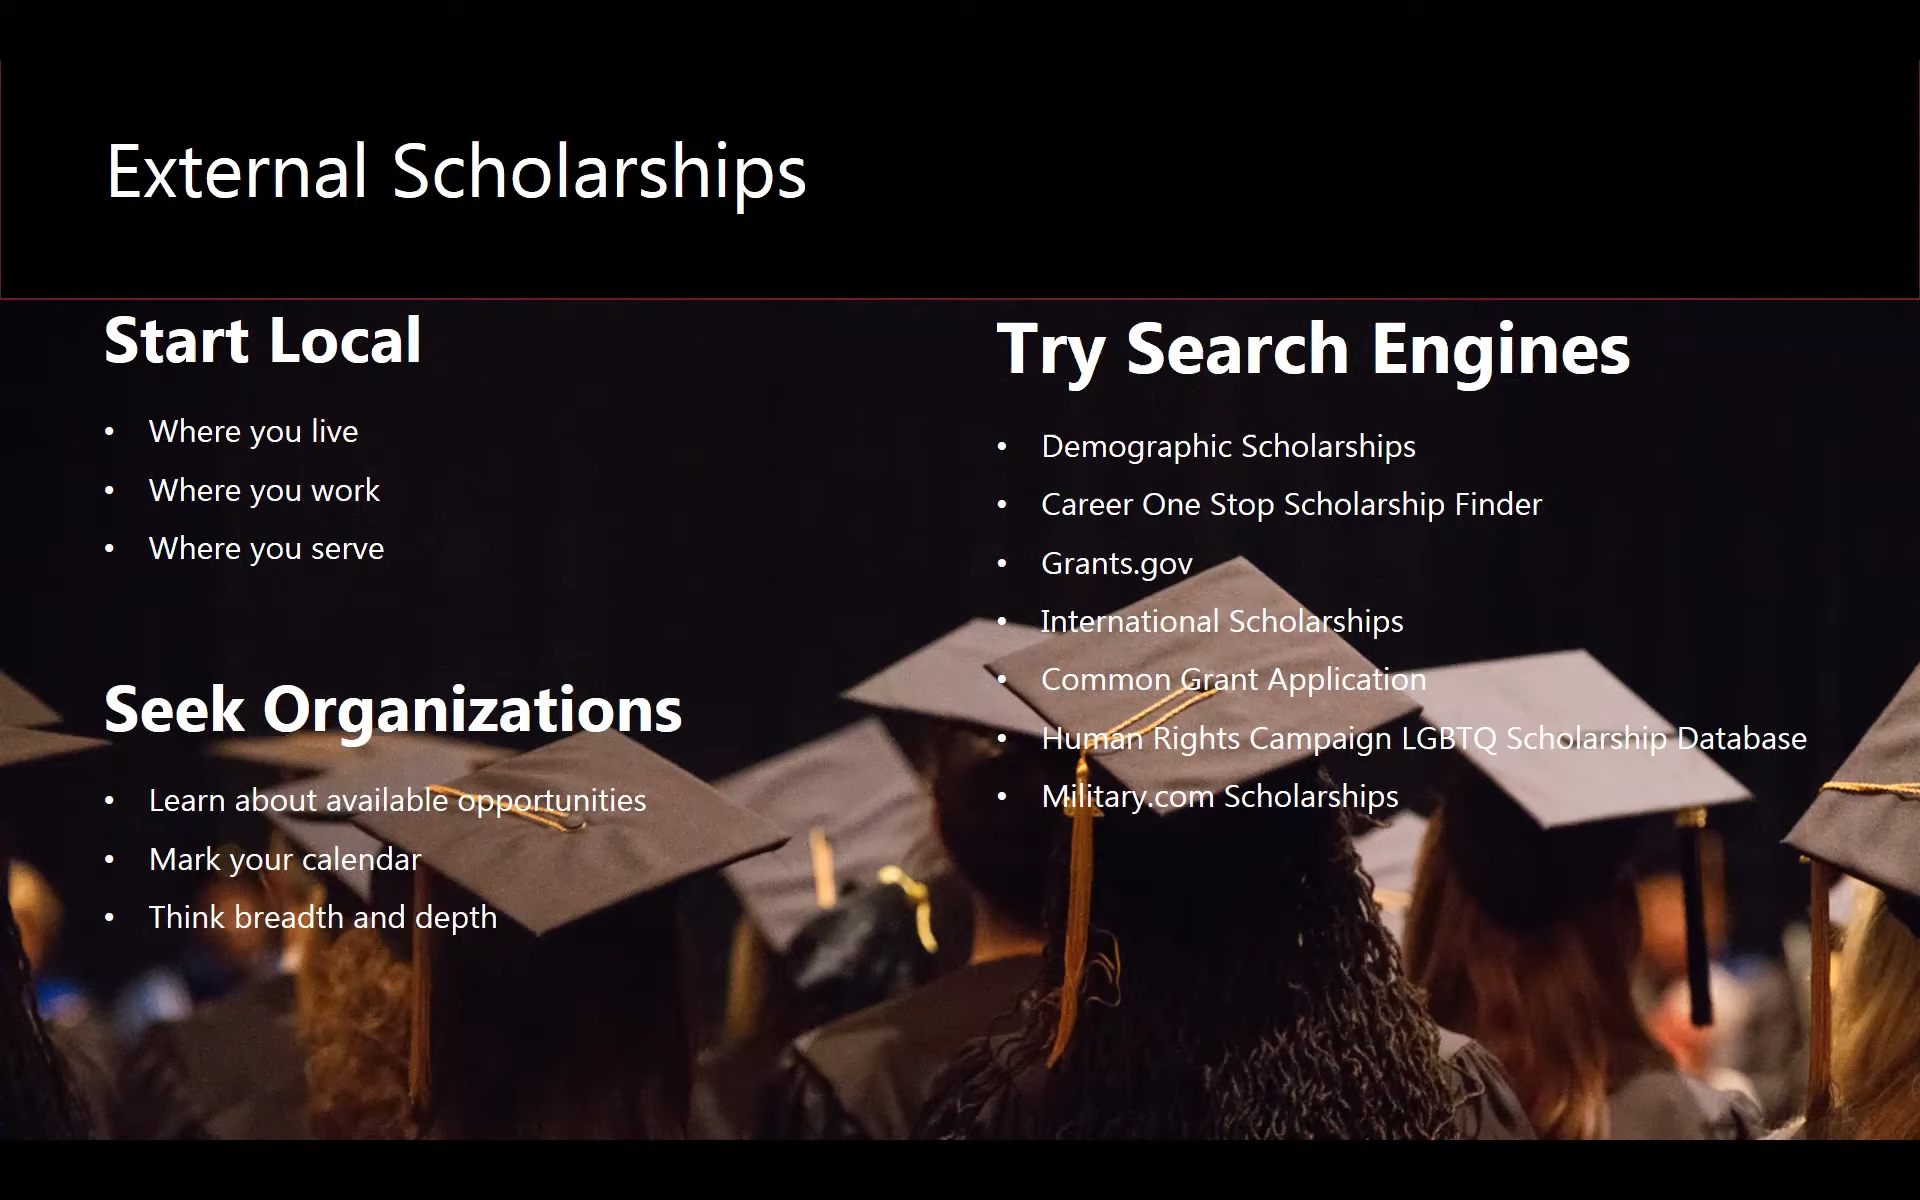 External Scholarships
Start Local
• Where you live
• Where you work
• Where you serve
Seek Organizations
• Learn about available opportunities
• Mark your calendar
• Think breadth and depth
Try Search Engines
• Demographic Scholarships
• Career One Stop Scholarship Finder
• Grants.gov
• International Scholarships
• Common Grant Application
• Human Rights Campaign LGBTQ Scholarship Database
• Military.com Scholarships